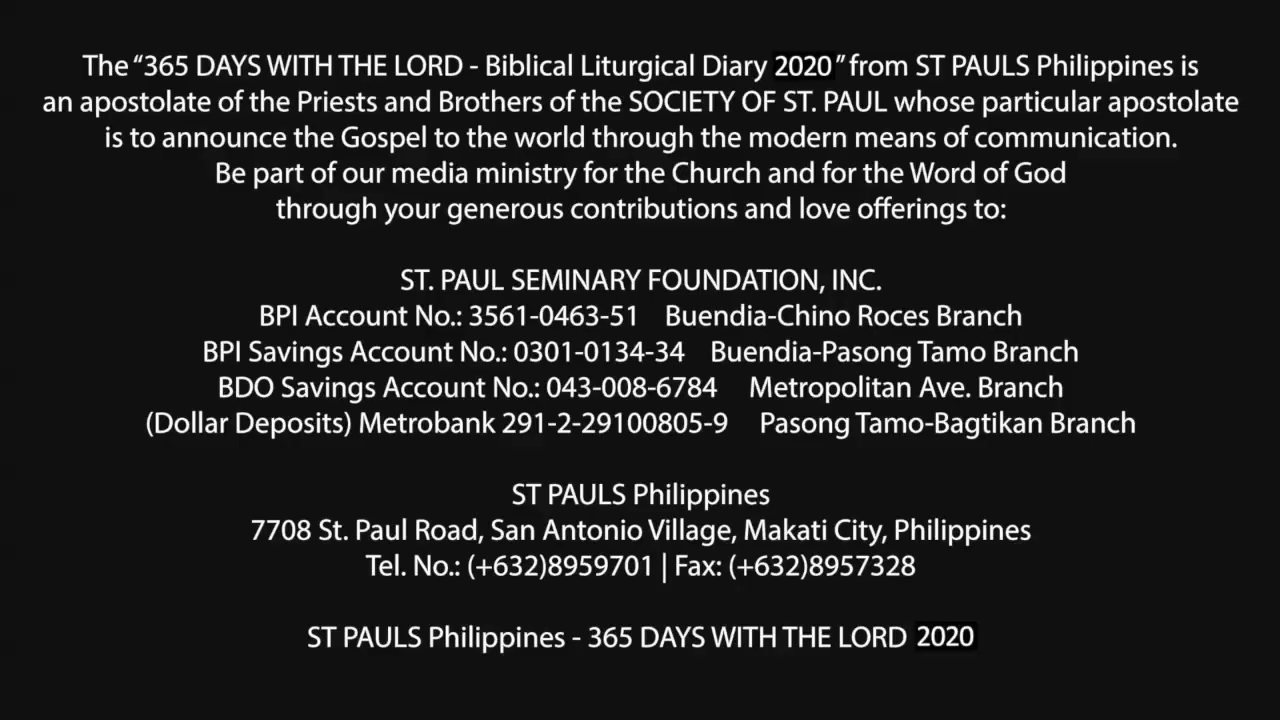 The “365 DAYS WITH THE LORD - Biblical Liturgical Diary 2020” from ST PAULS Philippines is
an apostolate of the Priests and Brothers of the SOCIETY OF ST. PAUL whose particular apostolate
is to announce the Gospel to the world through the modern means of communication.
Be part of our media ministry for the Church and for the Word of God
through your generous contributions and love offerings to:
ST. PAUL SEMINARY FOUNDATION, INC.
BPI Account No.: 3561-0463-51 Buendia-Chino Roces Branch
BPI Savings Account No.: 0301-0134-34 Buendia-Pasong Tamo Branch
BDO Savings Account No.: 043-008-6784 Metropolitan Ave. Branch
(Dollar Deposits) Metrobank 291-2-29100805-9 Pasong Tamo-Bagtikan Branch
ST PAULS Philippines
7708 St. Paul Road, San Antonio Village, Makati City, Philippines
Tel. No.: (+632)8959701 | Fax: (+632)8957328
ST PAULS Philippines - 365 DAYS WITH THE LORD 2020